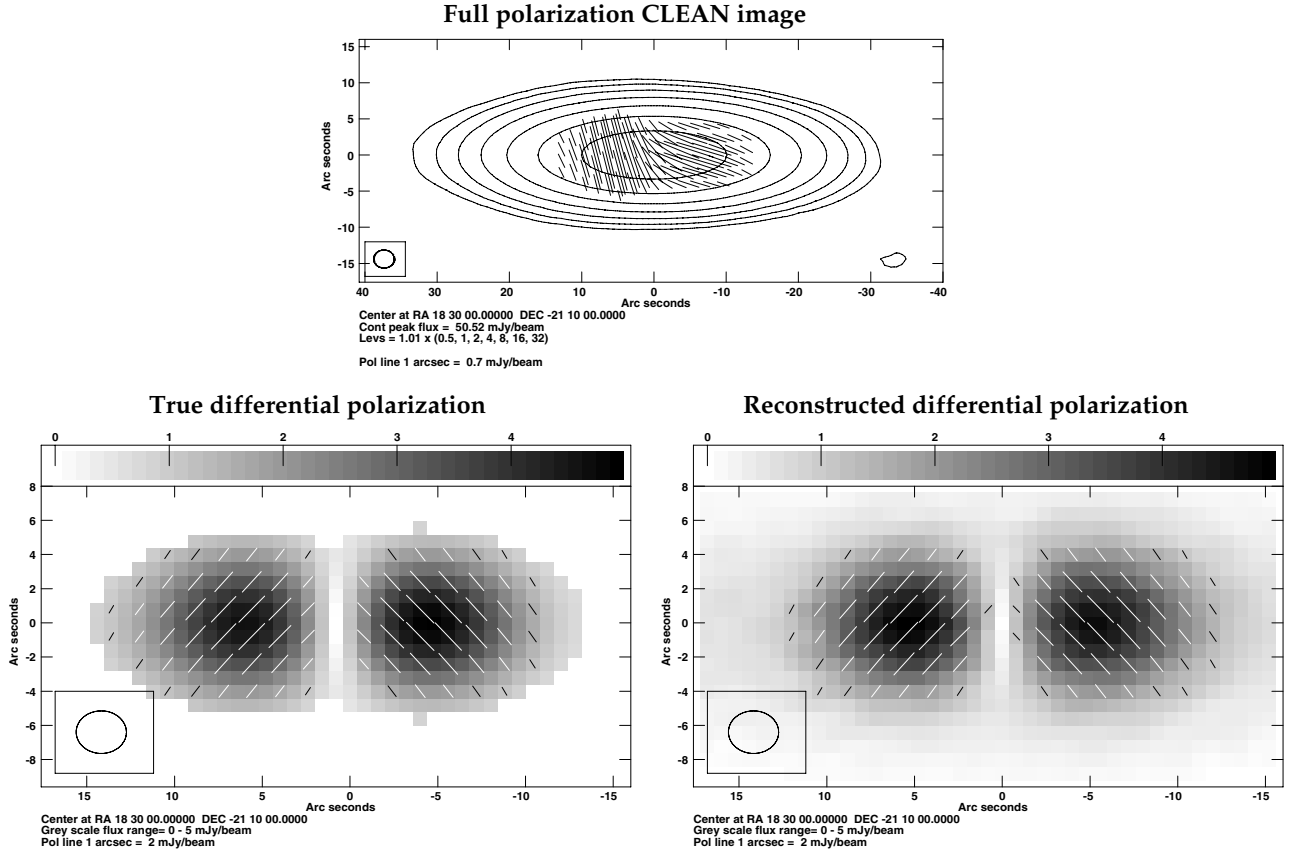 Full polarization CLEAN image
15
10
5
0
-5
-10
-15
Arc seconds
40 30 20 10 0 -10 -20 -30 -40
Arc seconds
Center at RA 18 30 00.00000 DEC -21 10 00.0000
Cont peak flux = 50.52 mJy/beam
Levs = 1.01 x (0.5, 1, 2, 4, 8, 16, 32)
Pol line 1 arcsec = 0.7 mJy/beam
True differential polarization
0 1 2 3 4
8
6
4
2
0
-2
-4
-6
-8
Arc seconds
15 10 5 0 -5 -10 -15
Arc seconds
Center at RA 18 30 00.00000 DEC -21 10 00.0000
Grey scale flux range= 0 - 5 mJy/beam
Pol line 1 arcsec = 2 mJy/beam
Reconstructed differential polarization
0 1 2 3 4
8
6
4
2
0
-2
-4
-6
-8
Arc seconds
15 10 5 0 -5 -10 -15
Arc seconds
Center at RA 18 30 00.00000 DEC -21 10 00.0000
Grey scale flux range= 0 - 5 mJy/beam
Pol line 1 arcsec = 2 mJy/beam